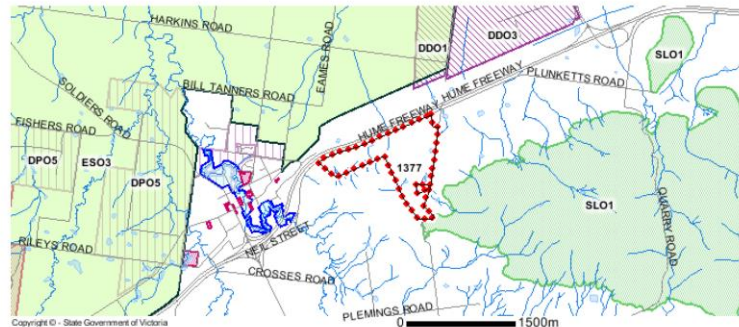 HARKINS ROAD
DDO1
DDO3
SLO1
EAMES ROAD
SOLDIERS ROAD
BILL TANNERS ROAD
HUME FREEWAY HUME FREEWAY
PLUNKETTS ROAD
FISHERS ROAD
DPO5
ESO3
DPO5
1377
SLO1
QUARRY ROAD
RILEYS ROAD
NEIL STREET
CROSSES ROAD
PLEMINGS ROAD
Copyright © - State Government of Victoria
0 1500m